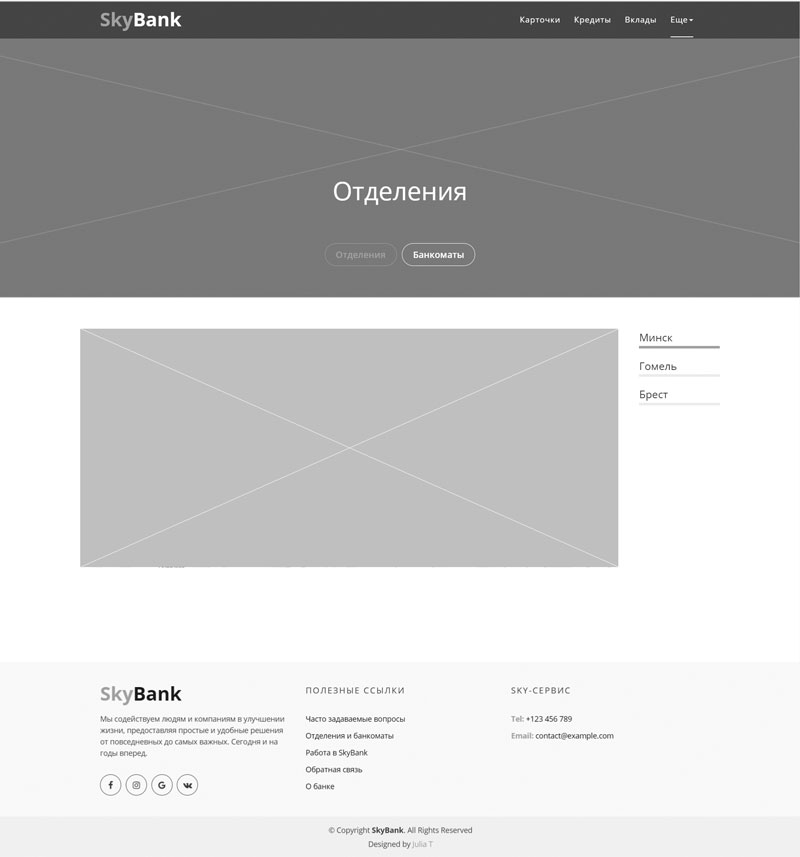 SkyBank
Карточки Кредиты Вклады Еще
Отделения
Отделения Банкоматы
Минск
Гомель
Брест
SkyBank
Мы содействуем людям и компаниям в улучшении
жизни, предоставляя простые и удобные решения
от повседневных до самых важных. Сегодня и на
годы вперед.
ПОЛЕЗНЫЕ ССЫЛКИ
Часто задаваемые вопросы
Отделения и банкоматы
Работа в SkyBank
Обратная связь
О банке
SKY-СЕРВИС
Tel: +123 456 789
Email: contact@example.com
© Copyright SkyBank. All Rights Reserved
Designed by Julia T